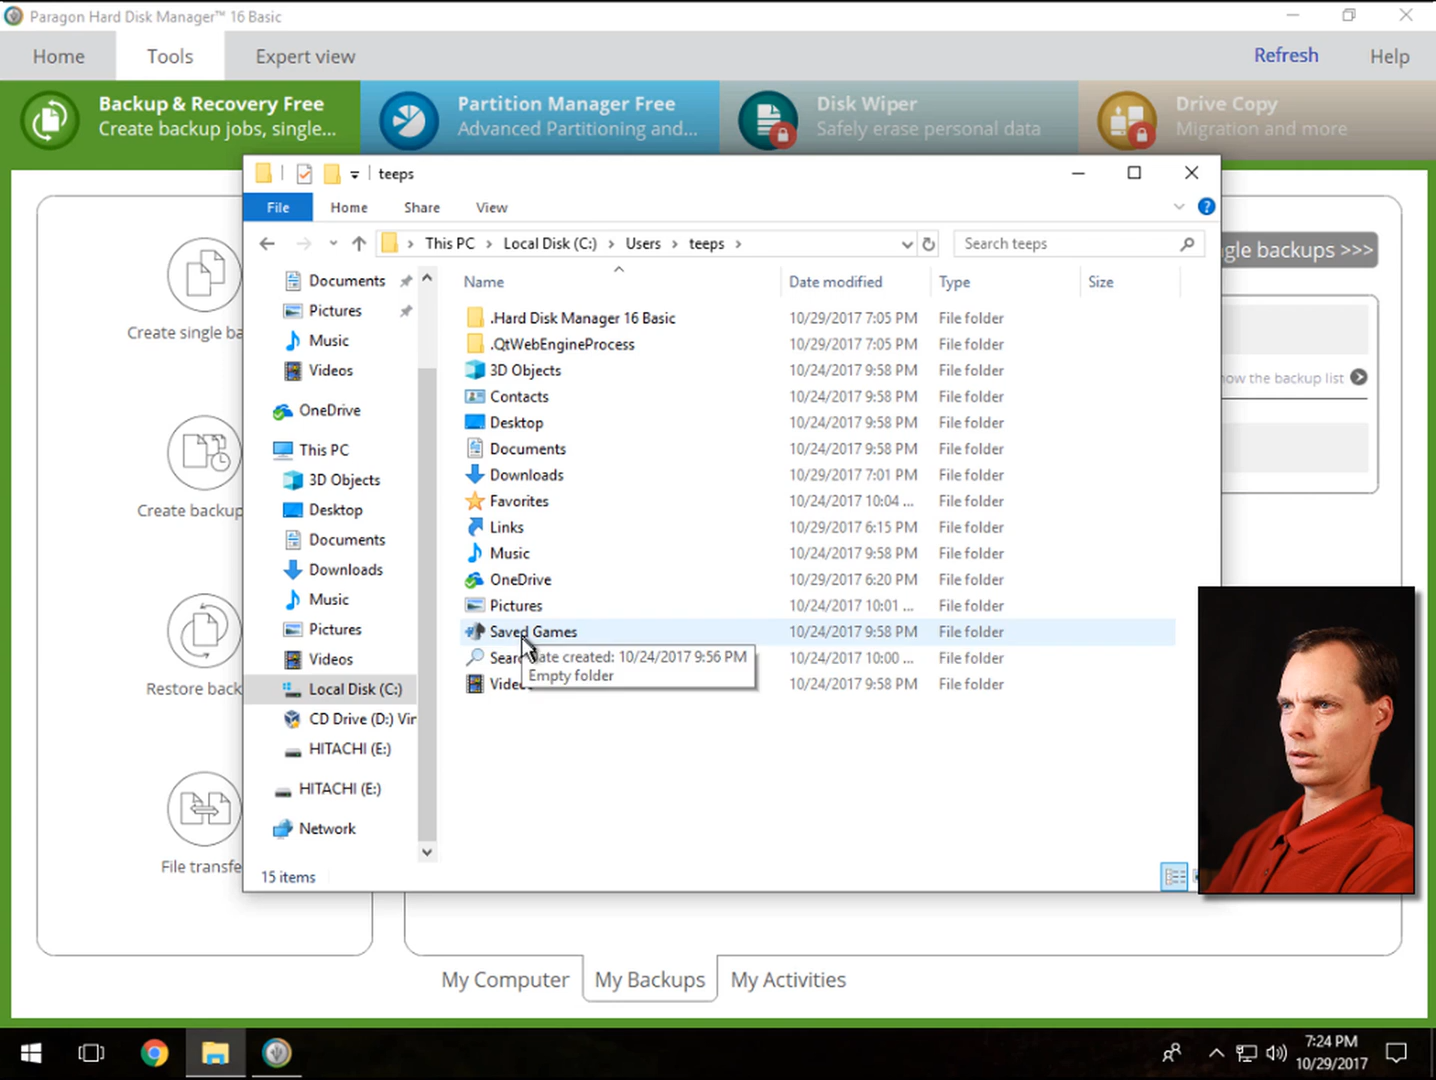 Paragon Hard Disk Manager™ 16 Basic
Home
Tools
Expert view
Refresh
Help
Backup & Recovery Free
Create backup jobs, single...
Partition Manager Free
Advanced Partitioning and...
Disk Wiper
Safely erase personal data
Drive Copy
Migration and more
teeps
File
Home
Share
View
This PC
Local Disk (C:)
Users
teeps
Search teeps
Name
Date modified
Type
Size
.Hard Disk Manager 16 Basic 10/29/2017 7:05 PM File folder
.QtWebEngineProcess 10/29/2017 7:05 PM File folder
3D Objects 10/24/2017 9:58 PM File folder
Contacts 10/24/2017 9:58 PM File folder
Desktop 10/24/2017 9:58 PM File folder
Documents 10/24/2017 9:58 PM File folder
Downloads 10/29/2017 7:01 PM File folder
Favorites 10/24/2017 10:04 ... File folder
Links 10/29/2017 6:15 PM File folder
Music 10/24/2017 9:58 PM File folder
OneDrive 10/29/2017 6:20 PM File folder
Pictures 10/24/2017 10:01 ... File folder
Saved Games 10/24/2017 9:58 PM File folder
10/24/2017 10:00 ... File folder
10/24/2017 9:58 PM File folder
created: 10/24/2017 9:56 PM
Empty folder
Documents
Pictures
Music
Videos
OneDrive
This PC
3D Objects
Desktop
Documents
Downloads
Music
Pictures
Videos
Local Disk (C:)
CD Drive (D:) Vir
HITACHI (E:)
HITACHI (E:)
Network
15 items
Create single ba
Create backup
Restore back
File transfe
gle backups >>>
ow the backup list
My Computer
My Backups
My Activities
7:24 PM
10/29/2017